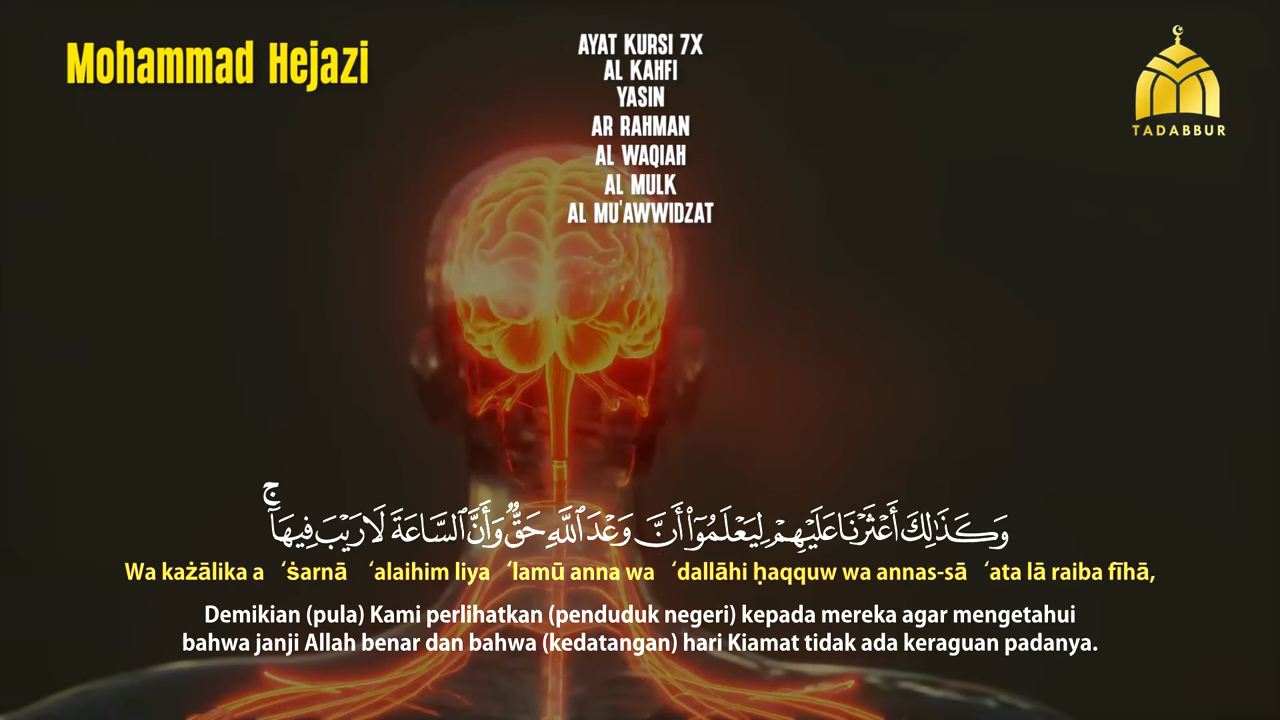 Mohammad Hejazi
AYAT KURSI 7X
AL KAHFI
YASIN
AR RAHMAN
AL WAQIAH
AL MULK
AL MU'AWWIDZAT
TADABBUR
وَكَذَٰلِكَ أَعْثَرْنَا عَلَيْهِمْ لِيَعْلَمُوٓا۟ أَنَّ وَعْدَ ٱللَّهِ حَقٌّ وَأَنَّ ٱلسَّاعَةَ لَا رَيْبَ فِيهَآ ۚ
Wa każālika a ‘ṡarnā ‘alaihim liya ‘lamū anna wa ‘dallāhi ḥaqquw wa annas-sā ‘ata lā raiba fīhā,
Demikian (pula) Kami perlihatkan (penduduk negeri) kepada mereka agar mengetahui
bahwa janji Allah benar dan bahwa (kedatangan) hari Kiamat tidak ada keraguan padanya.